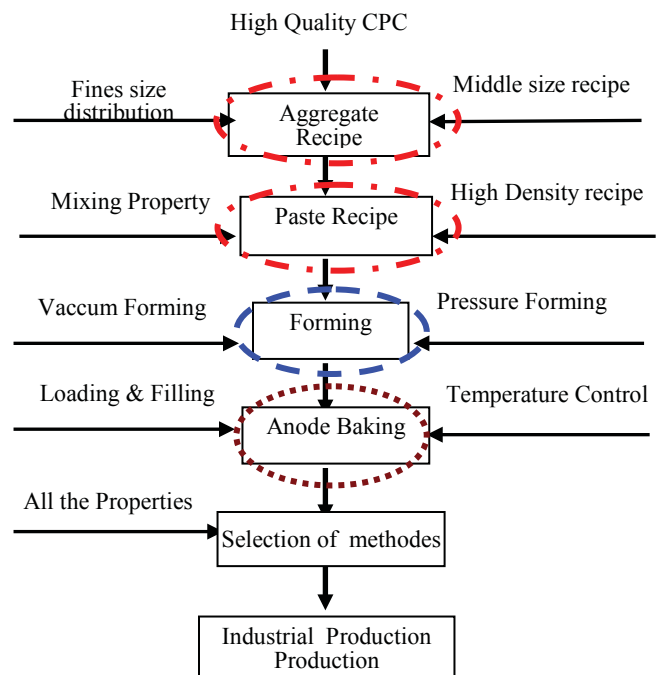 High Quality CPC
Fines size
distribution
Middle size recipe
Aggregate
Recipe
Mixing Property
High Density recipe
Paste Recipe
Vaccum Forming
Pressure Forming
Forming
Loading & Filling
Temperature Control
Anode Baking
All the Properties
Selection of methodes
Industrial Production
Production